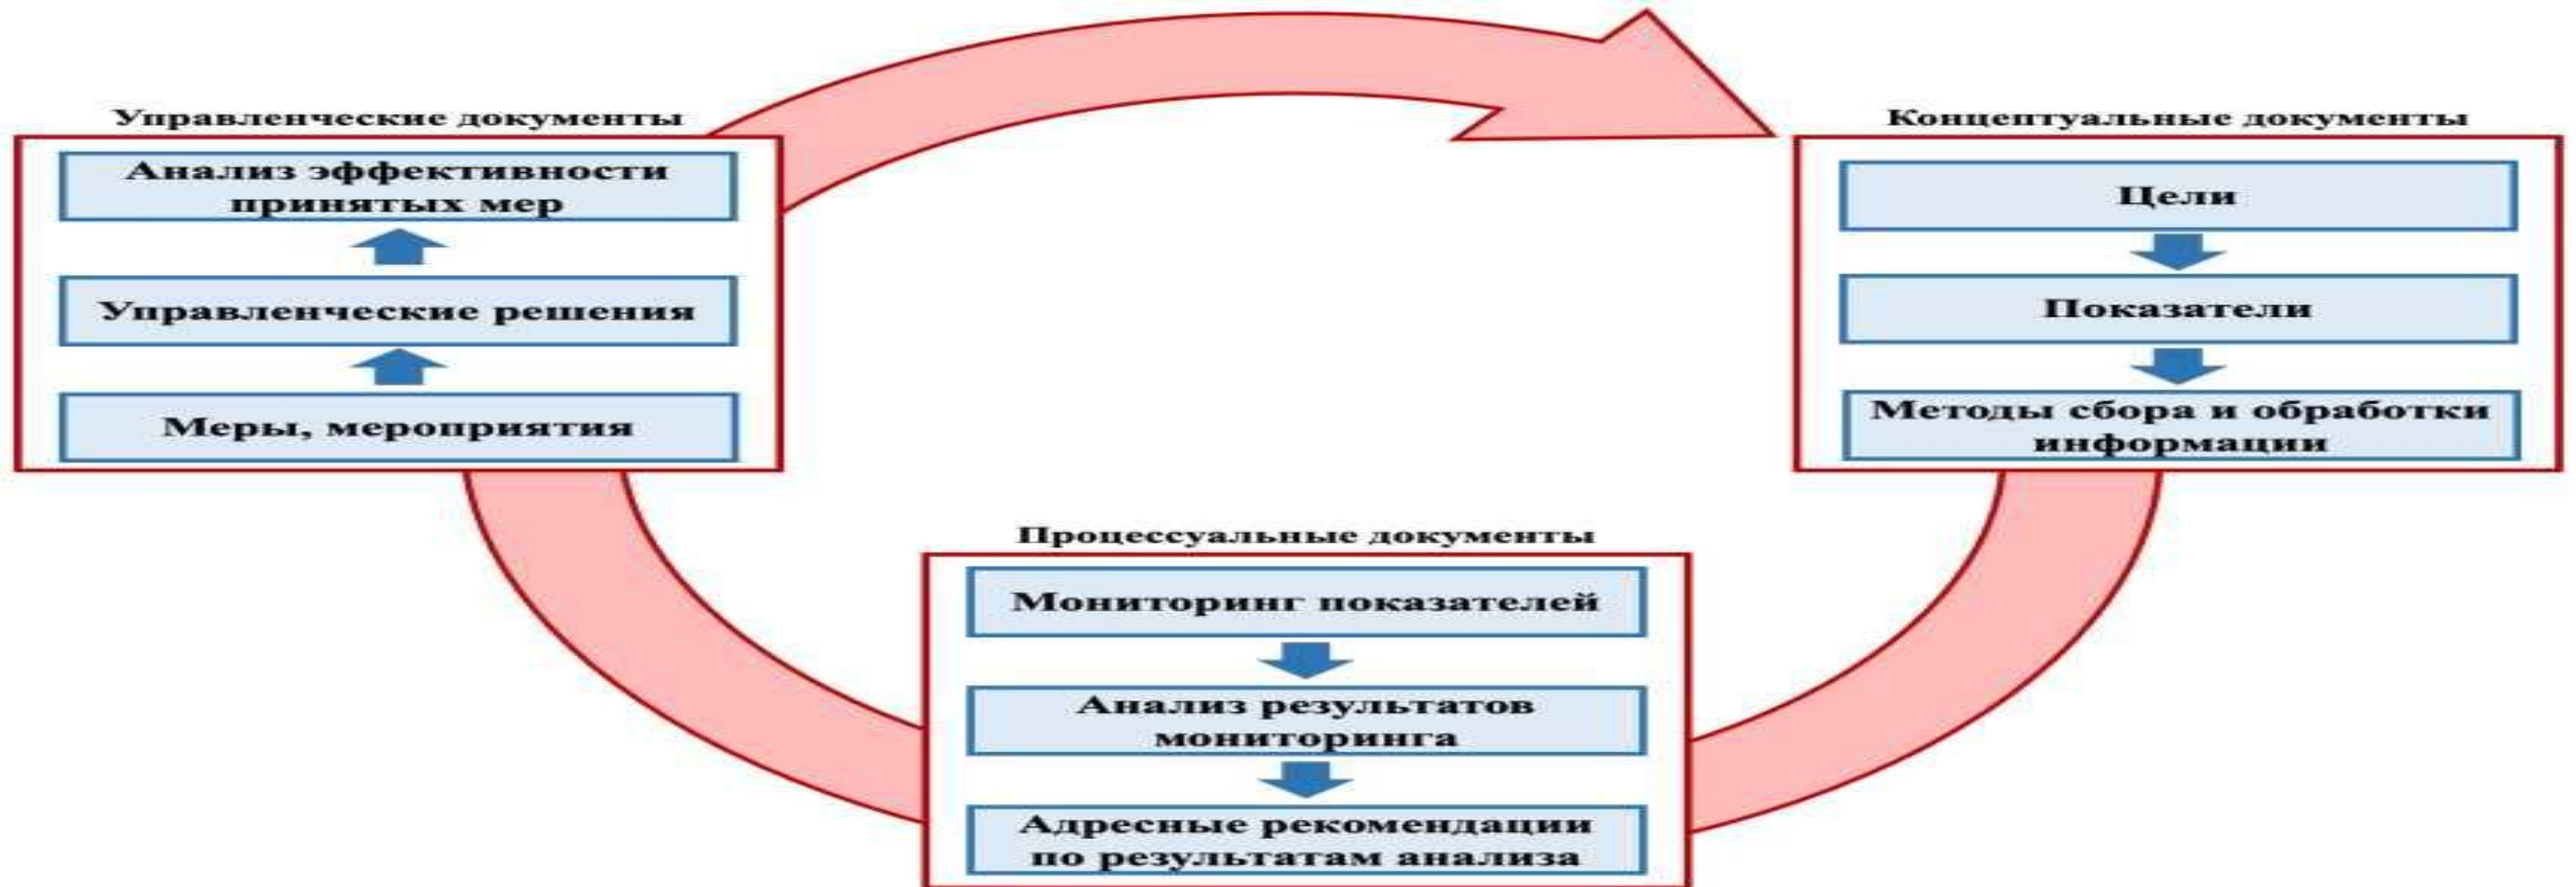 Управленческие документы
Анализ эффективности
принятых мер
Управленческие решения
Меры, мероприятия
Концептуальные документы
Цели
Показатели
Методы сбора и обработки
информации
Процессуальные документы
Мониторинг показателей
Анализ результатов
мониторинга
Адресные рекомендации
по результатам анализа